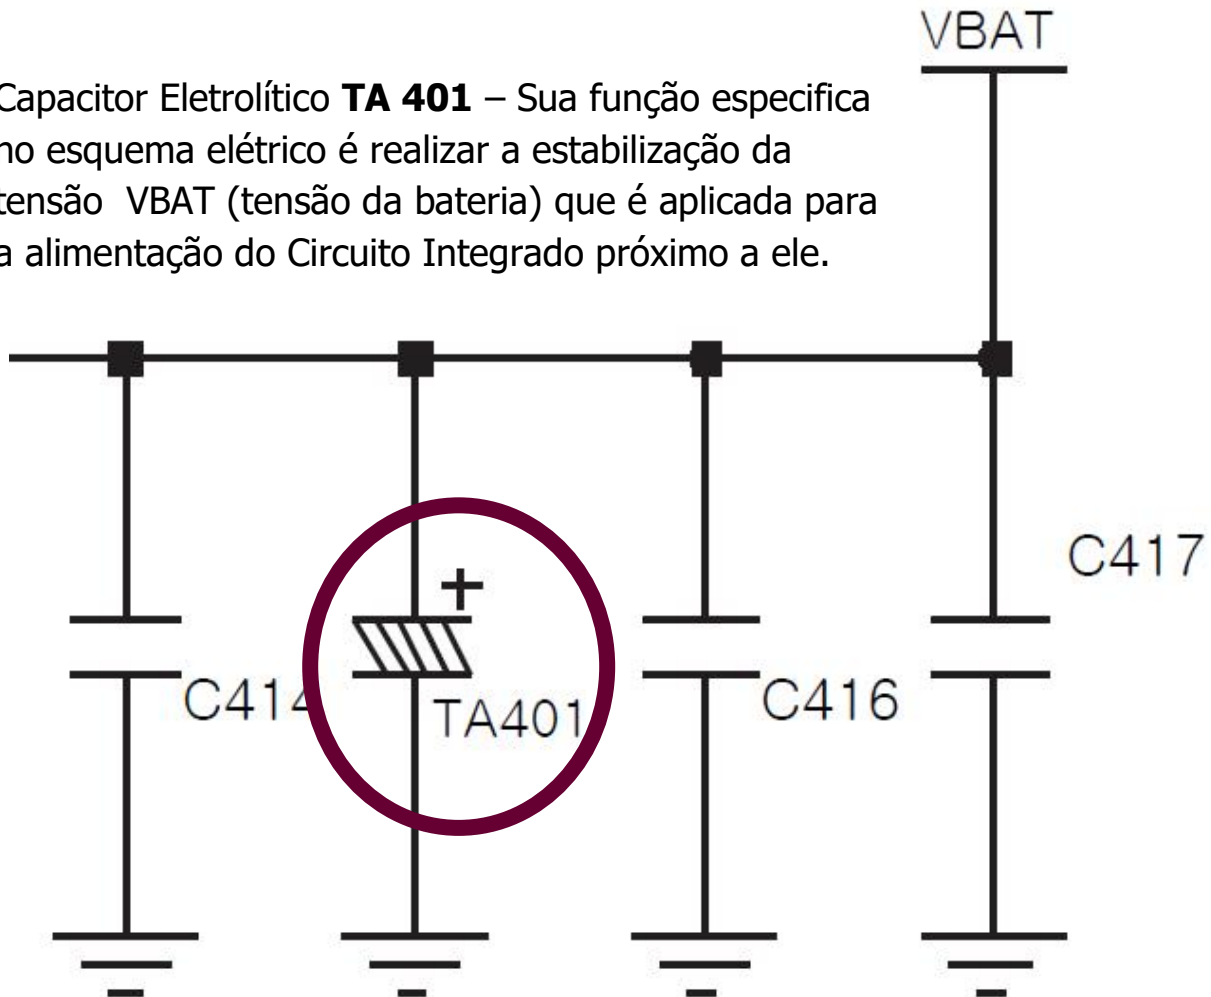 VBAT
Capacitor Eletrolítico TA 401 – Sua função especifica
no esquema elétrico é realizar a estabilização da
tensão VBAT (tensão da bateria) que é aplicada para
a alimentação do Circuito Integrado próximo a ele.
C417
+
C414
TA401
C416